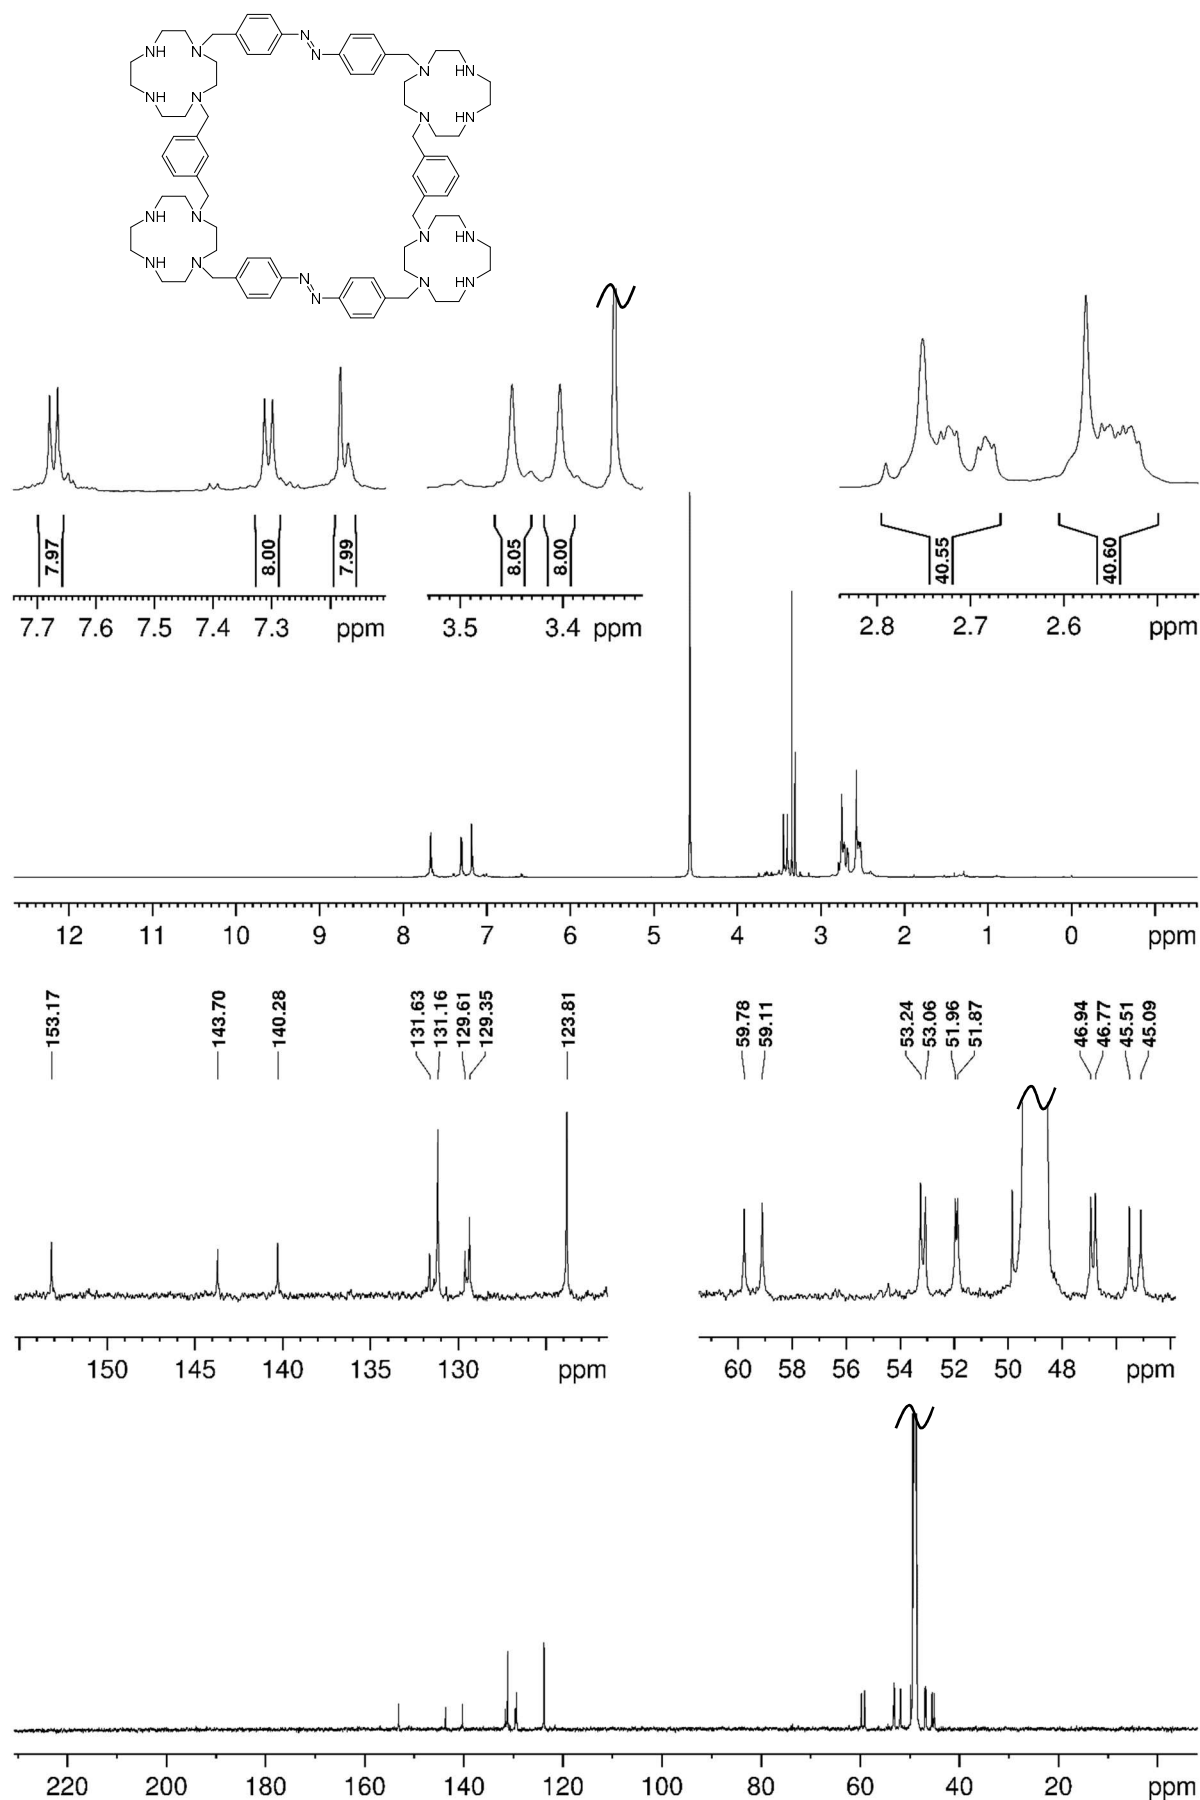 NH N N N N HN
NH N N HN
NH N N HN
NH N N N N HN
7.97 8.00 7.99 8.05 8.00 40.55 40.60
7.7 7.6 7.5 7.4 7.3 ppm 3.5 3.4 ppm 2.8 2.7 2.6 ppm
12 11 10 9 8 7 6 5 4 3 2 1 0 ppm
153.17 143.70 140.28 131.63 131.16 129.61 129.35 123.81 59.78 59.11 53.24 53.06 51.96 51.87 46.94 46.77 45.51 45.09
150 145 140 135 130 ppm 60 58 56 54 52 50 48 ppm
220 200 180 160 140 120 100 80 60 40 20 ppm